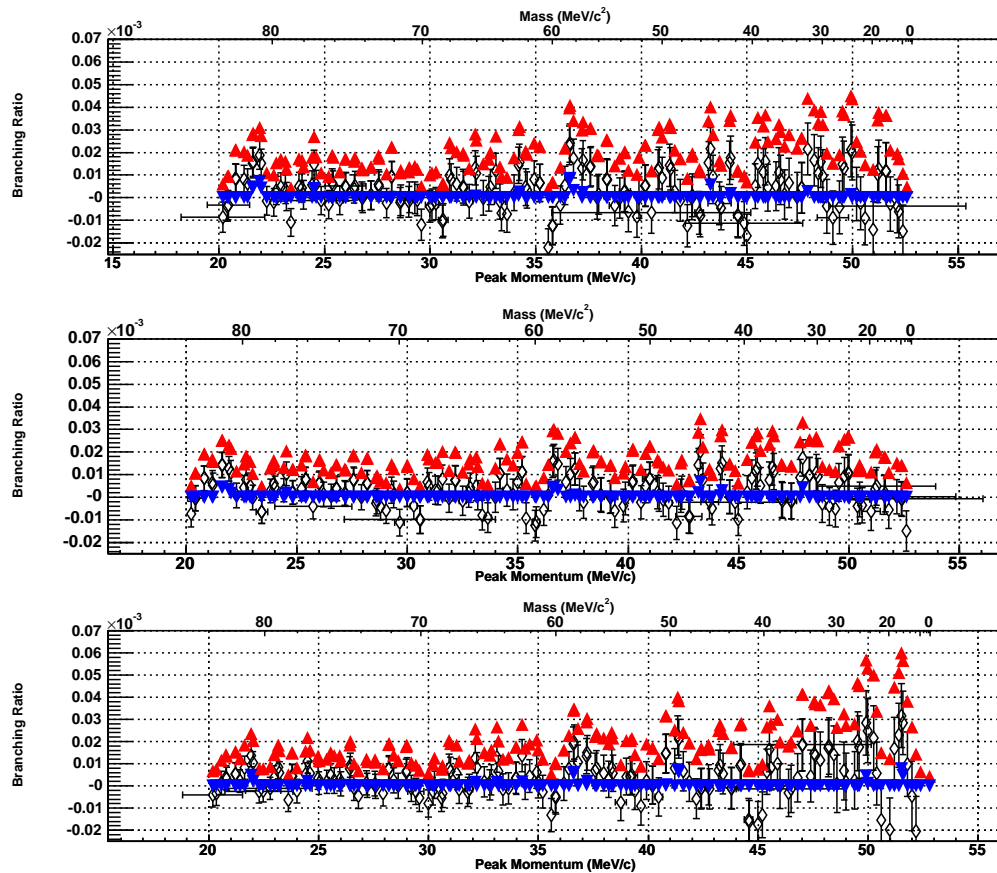 Mass (MeV/c²)
×10⁻³
80 70 60 50 40 30 20 0
0.07
0.06
0.05
0.04
0.03
0.02
0.01
-0
-0.01
-0.02
Branching Ratio
15 20 25 30 35 40 45 50 55
Peak Momentum (MeV/c)
Mass (MeV/c²)
×10⁻³
80 70 60 50 40 30 20 0
0.07
0.06
0.05
0.04
0.03
0.02
0.01
-0
-0.01
-0.02
Branching Ratio
20 25 30 35 40 45 50 55
Peak Momentum (MeV/c)
Mass (MeV/c²)
×10⁻³
80 70 60 50 40 30 20 0
0.07
0.06
0.05
0.04
0.03
0.02
0.01
-0
-0.01
-0.02
Branching Ratio
20 25 30 35 40 45 50 55
Peak Momentum (MeV/c)